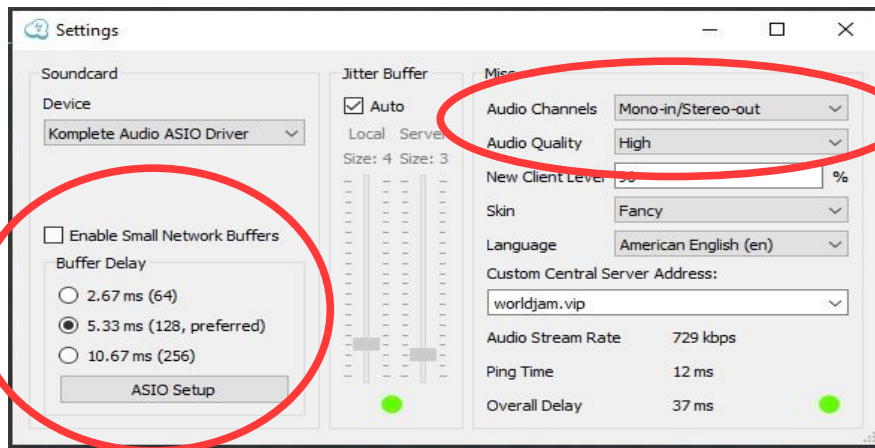 Settings
Soundcard
Device
Komplete Audio ASIO Driver
Enable Small Network Buffers
Buffer Delay
2.67 ms (64)
5.33 ms (128, preferred)
10.67 ms (256)
ASIO Setup
Jitter Buffer
Auto
Local Server
Size: 4 Size: 3
Misc
Audio Channels Mono-in/Stereo-out
Audio Quality High
New Client Level %
Skin Fancy
Language American English (en)
Custom Central Server Address:
worldjam.vip
Audio Stream Rate 729 kbps
Ping Time 12 ms
Overall Delay 37 ms